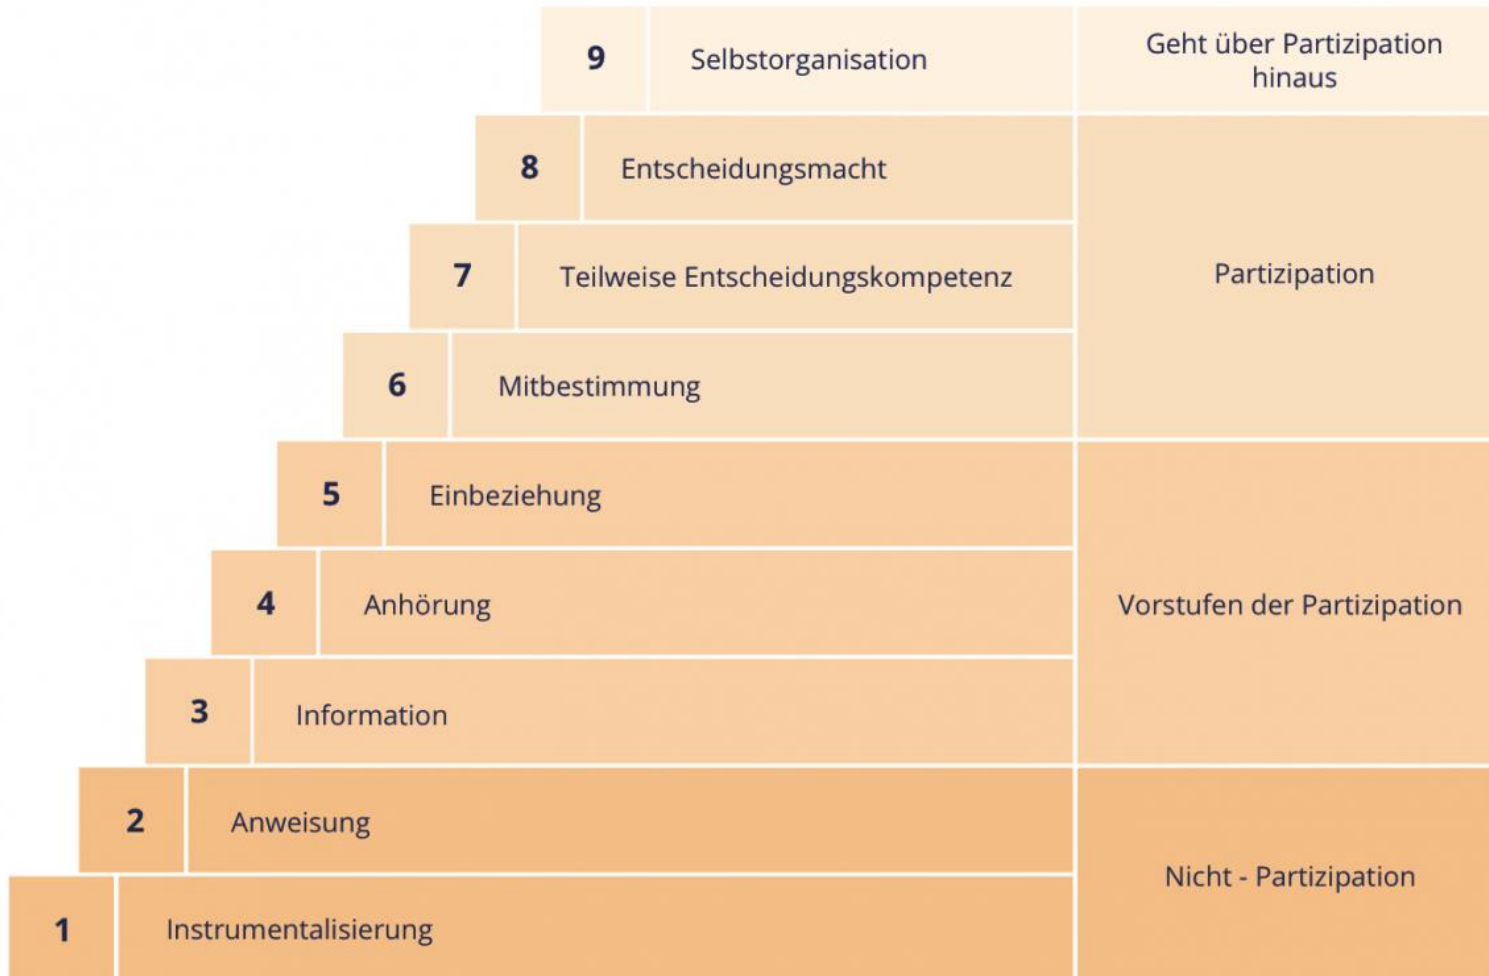 9 Selbstorganisation
Geht über Partizipation
hinaus
8 Entscheidungsmacht
7 Teilweise Entscheidungskompetenz
Partizipation
6 Mitbestimmung
5 Einbeziehung
4 Anhörung
Vorstufen der Partizipation
3 Information
2 Anweisung
Nicht - Partizipation
1 Instrumentalisierung